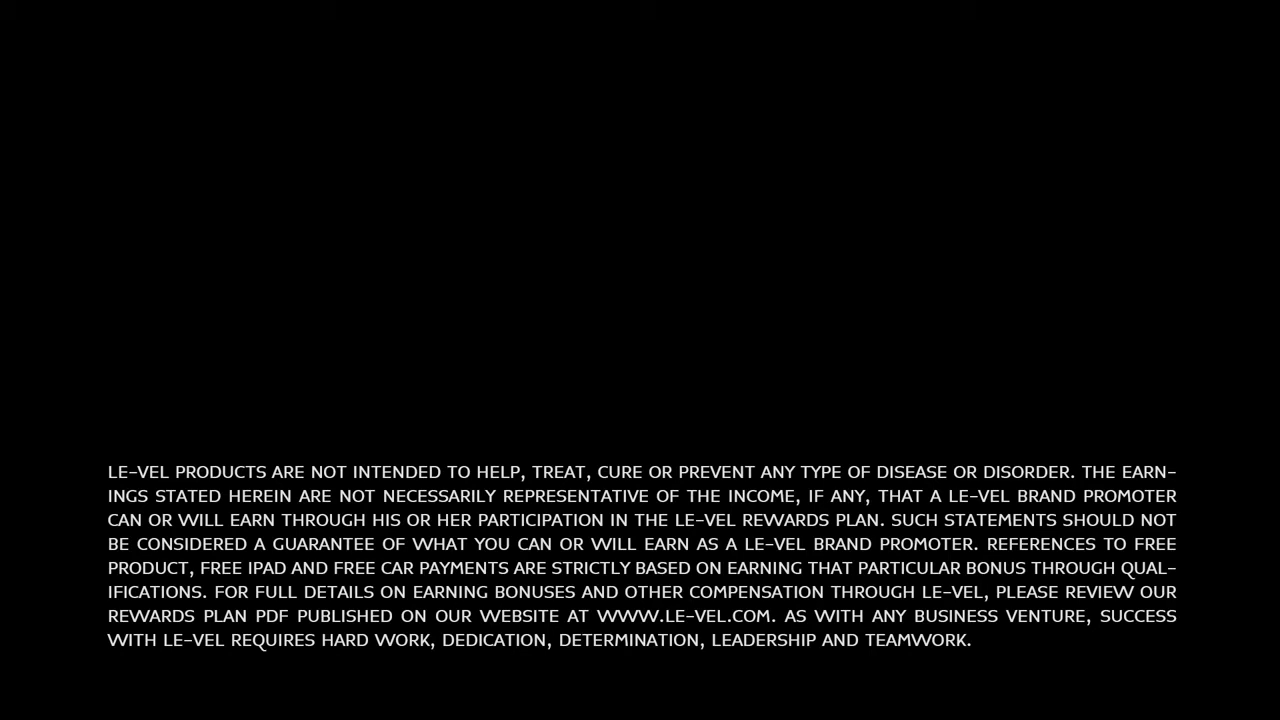 LE-VEL PRODUCTS ARE NOT INTENDED TO HELP, TREAT, CURE OR PREVENT ANY TYPE OF DISEASE OR DISORDER. THE EARN-
INGS STATED HEREIN ARE NOT NECESSARILY REPRESENTATIVE OF THE INCOME, IF ANY, THAT A LE-VEL BRAND PROMOTER
CAN OR WILL EARN THROUGH HIS OR HER PARTICIPATION IN THE LE-VEL REWARDS PLAN. SUCH STATEMENTS SHOULD NOT
BE CONSIDERED A GUARANTEE OF WHAT YOU CAN OR WILL EARN AS A LE-VEL BRAND PROMOTER. REFERENCES TO FREE
PRODUCT, FREE IPAD AND FREE CAR PAYMENTS ARE STRICTLY BASED ON EARNING THAT PARTICULAR BONUS THROUGH QUAL-
IFICATIONS. FOR FULL DETAILS ON EARNING BONUSES AND OTHER COMPENSATION THROUGH LE-VEL, PLEASE REVIEW OUR
REWARDS PLAN PDF PUBLISHED ON OUR WEBSITE AT WWW.LE-VEL.COM. AS WITH ANY BUSINESS VENTURE, SUCCESS
WITH LE-VEL REQUIRES HARD WORK, DEDICATION, DETERMINATION, LEADERSHIP AND TEAMWORK.